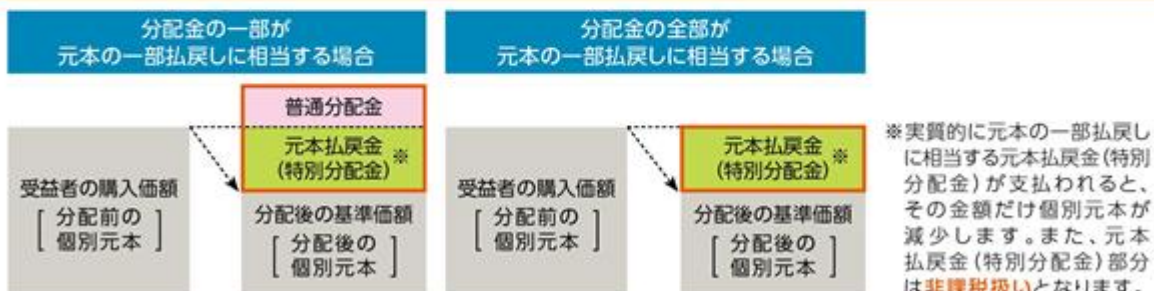 分配金の一部が
元本の一部払戻しに相当する場合
普通分配金
元本払戻金
(特別分配金)
※
受益者の購入価額
[ 分配前の
個別元本 ]
分配後の基準価額
[ 分配後の
個別元本 ]
分配金の全部が
元本の一部払戻しに相当する場合
元本払戻金
(特別分配金)
※
受益者の購入価額
[ 分配前の
個別元本 ]
分配後の基準価額
[ 分配後の
個別元本 ]
※実質的に元本の一部払戻し
に相当する元本払戻金(特別
分配金)が支払われると、
その金額だけ個別元本が
減少します。また、元本
払戻金(特別分配金)部分
は非課税扱いとなります。